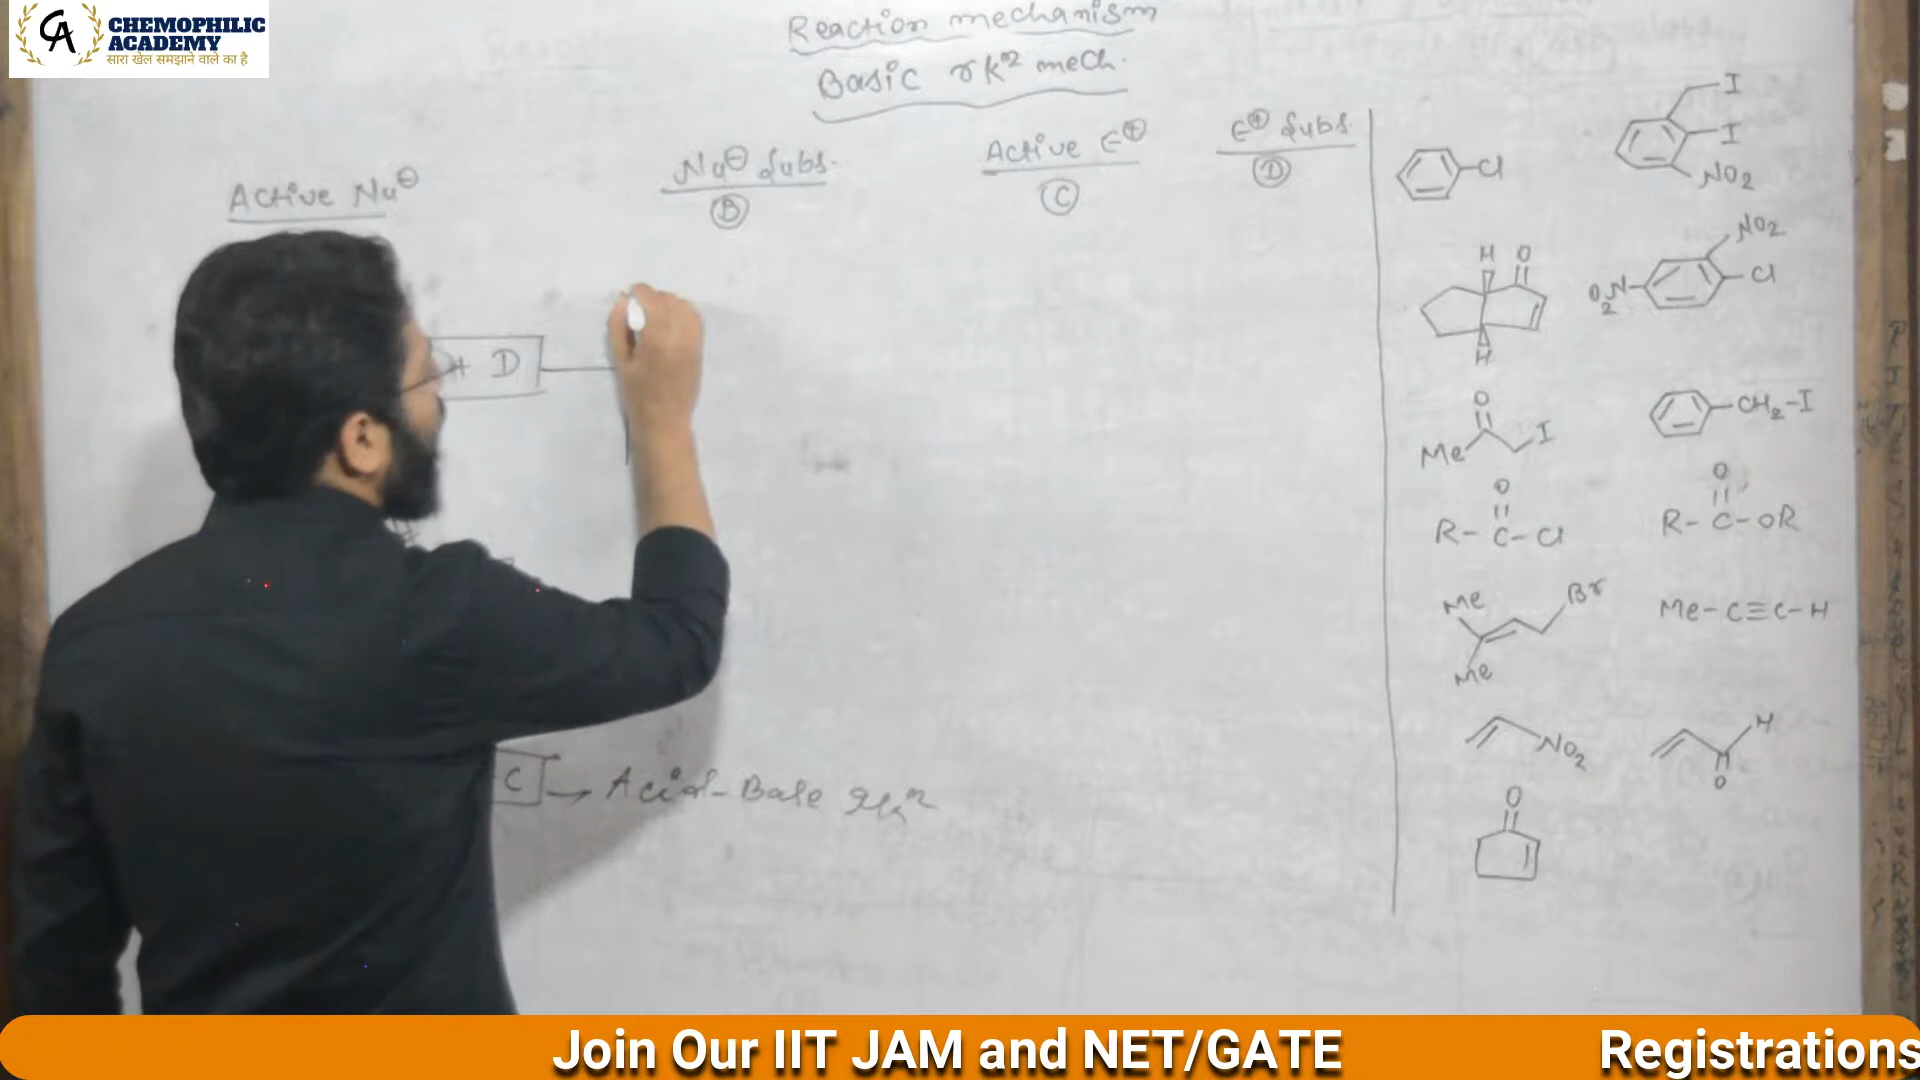 CA
CHEMOPHILIC
ACADEMY
सारा खेल समझाने वाले का है
Reaction mechanism
Basic rkⁿ mech.
Active Nu⊖
Nu⊖ Subs.
Ⓑ
Active E⊕
Ⓒ
E⊕ Subs.
Ⓓ
+ D
C → Acid-Base rkⁿ
Cl
I
I
NO2
H O
H
NO2
O2N
Cl
O
Me
I
CH2-I
O
R- C- Cl
O
R- C- OR
Me
Br
Me
Me- C≡C- H
NO2
H
O
O
Join Our IIT JAM and NET/GATE
Registrations